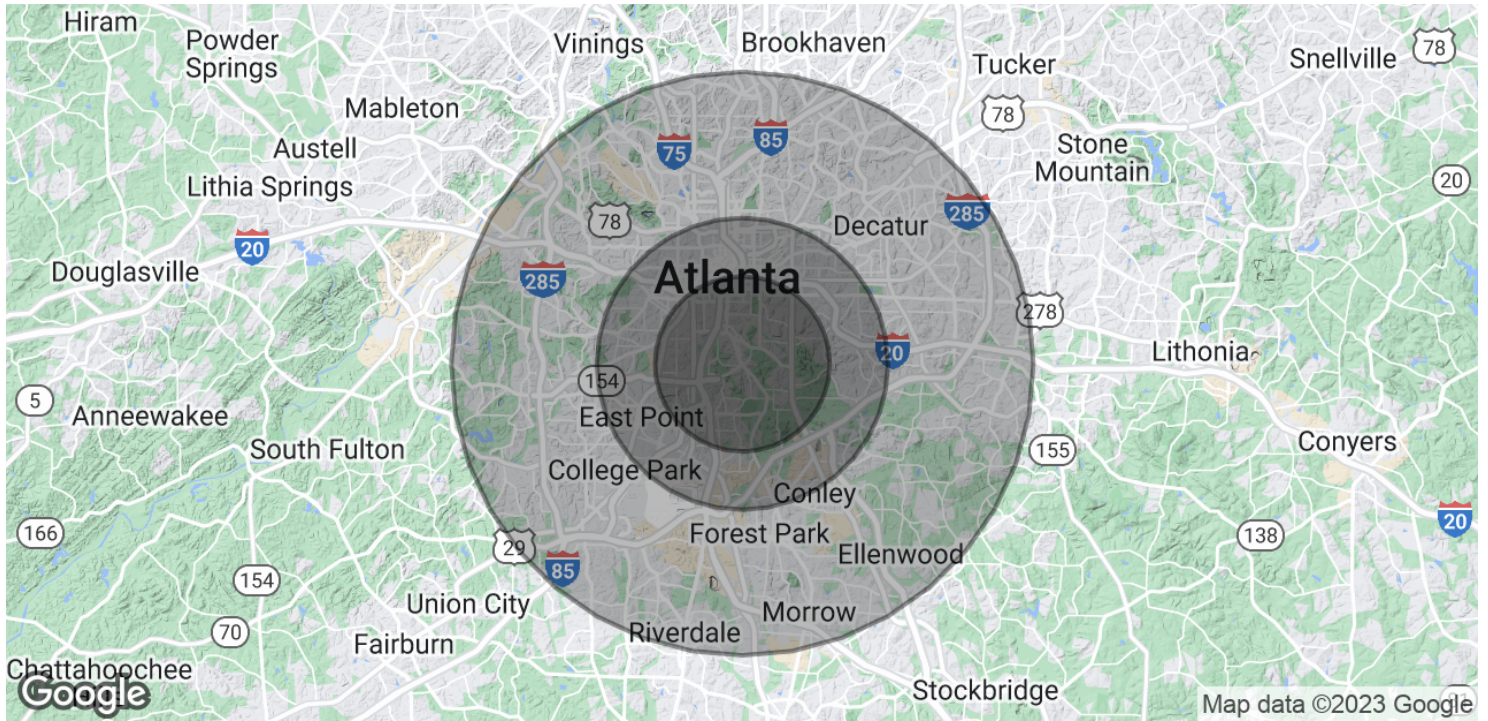 Hiram
Powder
Springs
Vinings
Brookhaven
Tucker
Snellville
78
Mableton
78
75
85
Austell
Stone
Mountain
Lithia Springs
20
78
Decatur
285
20
Douglasville
Atlanta
285
278
20
Lithonia
154
5
Anneewakee
East Point
South Fulton
155
Conyers
College Park
Conley
20
166
29
Forest Park
138
Ellenwood
85
154
Union City
Morrow
70
Riverdale
Fairburn
Chattahoochee
Stockbridge
Google
Map data ©2023 Google